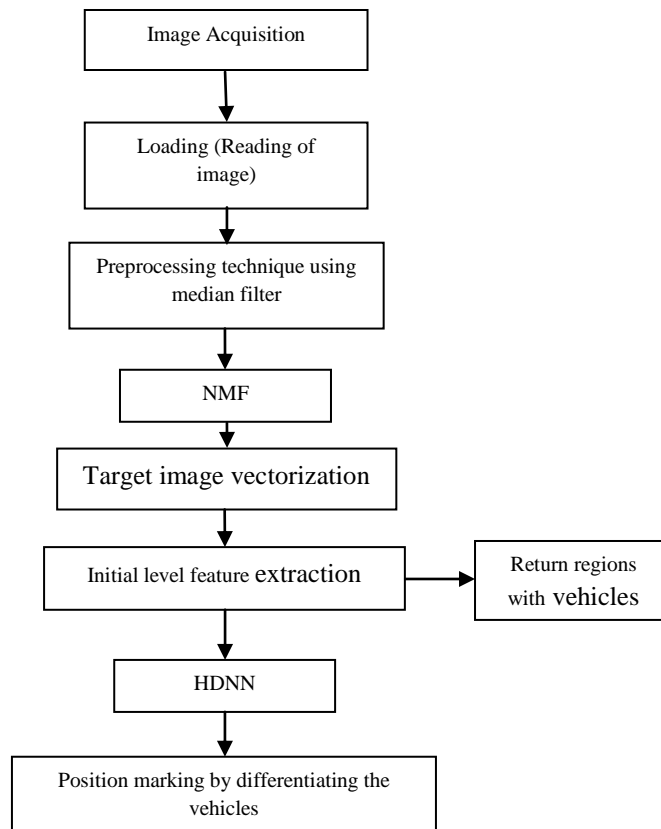 Image Acquisition
Loading (Reading of
image)
Preprocessing technique using
median filter
NMF
Target image vectorization
Initial level feature extraction
Return regions
with vehicles
HDNN
Position marking by differentiating the
vehicles